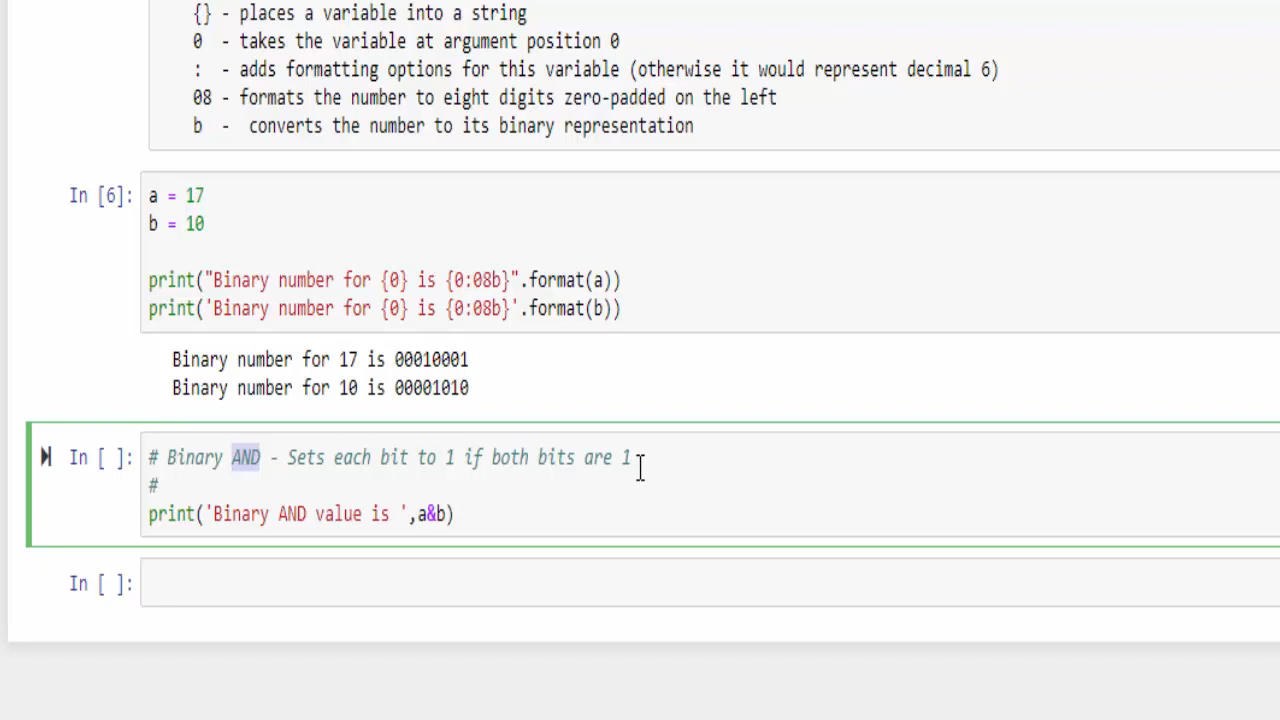 {} - places a variable into a string
0 - takes the variable at argument position 0
: - adds formatting options for this variable (otherwise it would represent decimal 6)
08 - formats the number to eight digits zero-padded on the left
b - converts the number to its binary representation
In [6]: a = 17
b = 10
print("Binary number for {0} is {0:08b}".format(a))
print('Binary number for {0} is {0:08b}'.format(b))
Binary number for 17 is 00010001
Binary number for 10 is 00001010
In [ ]: # Binary AND - Sets each bit to 1 if both bits are 1
#
print('Binary AND value is ',a&b)
In [ ]: